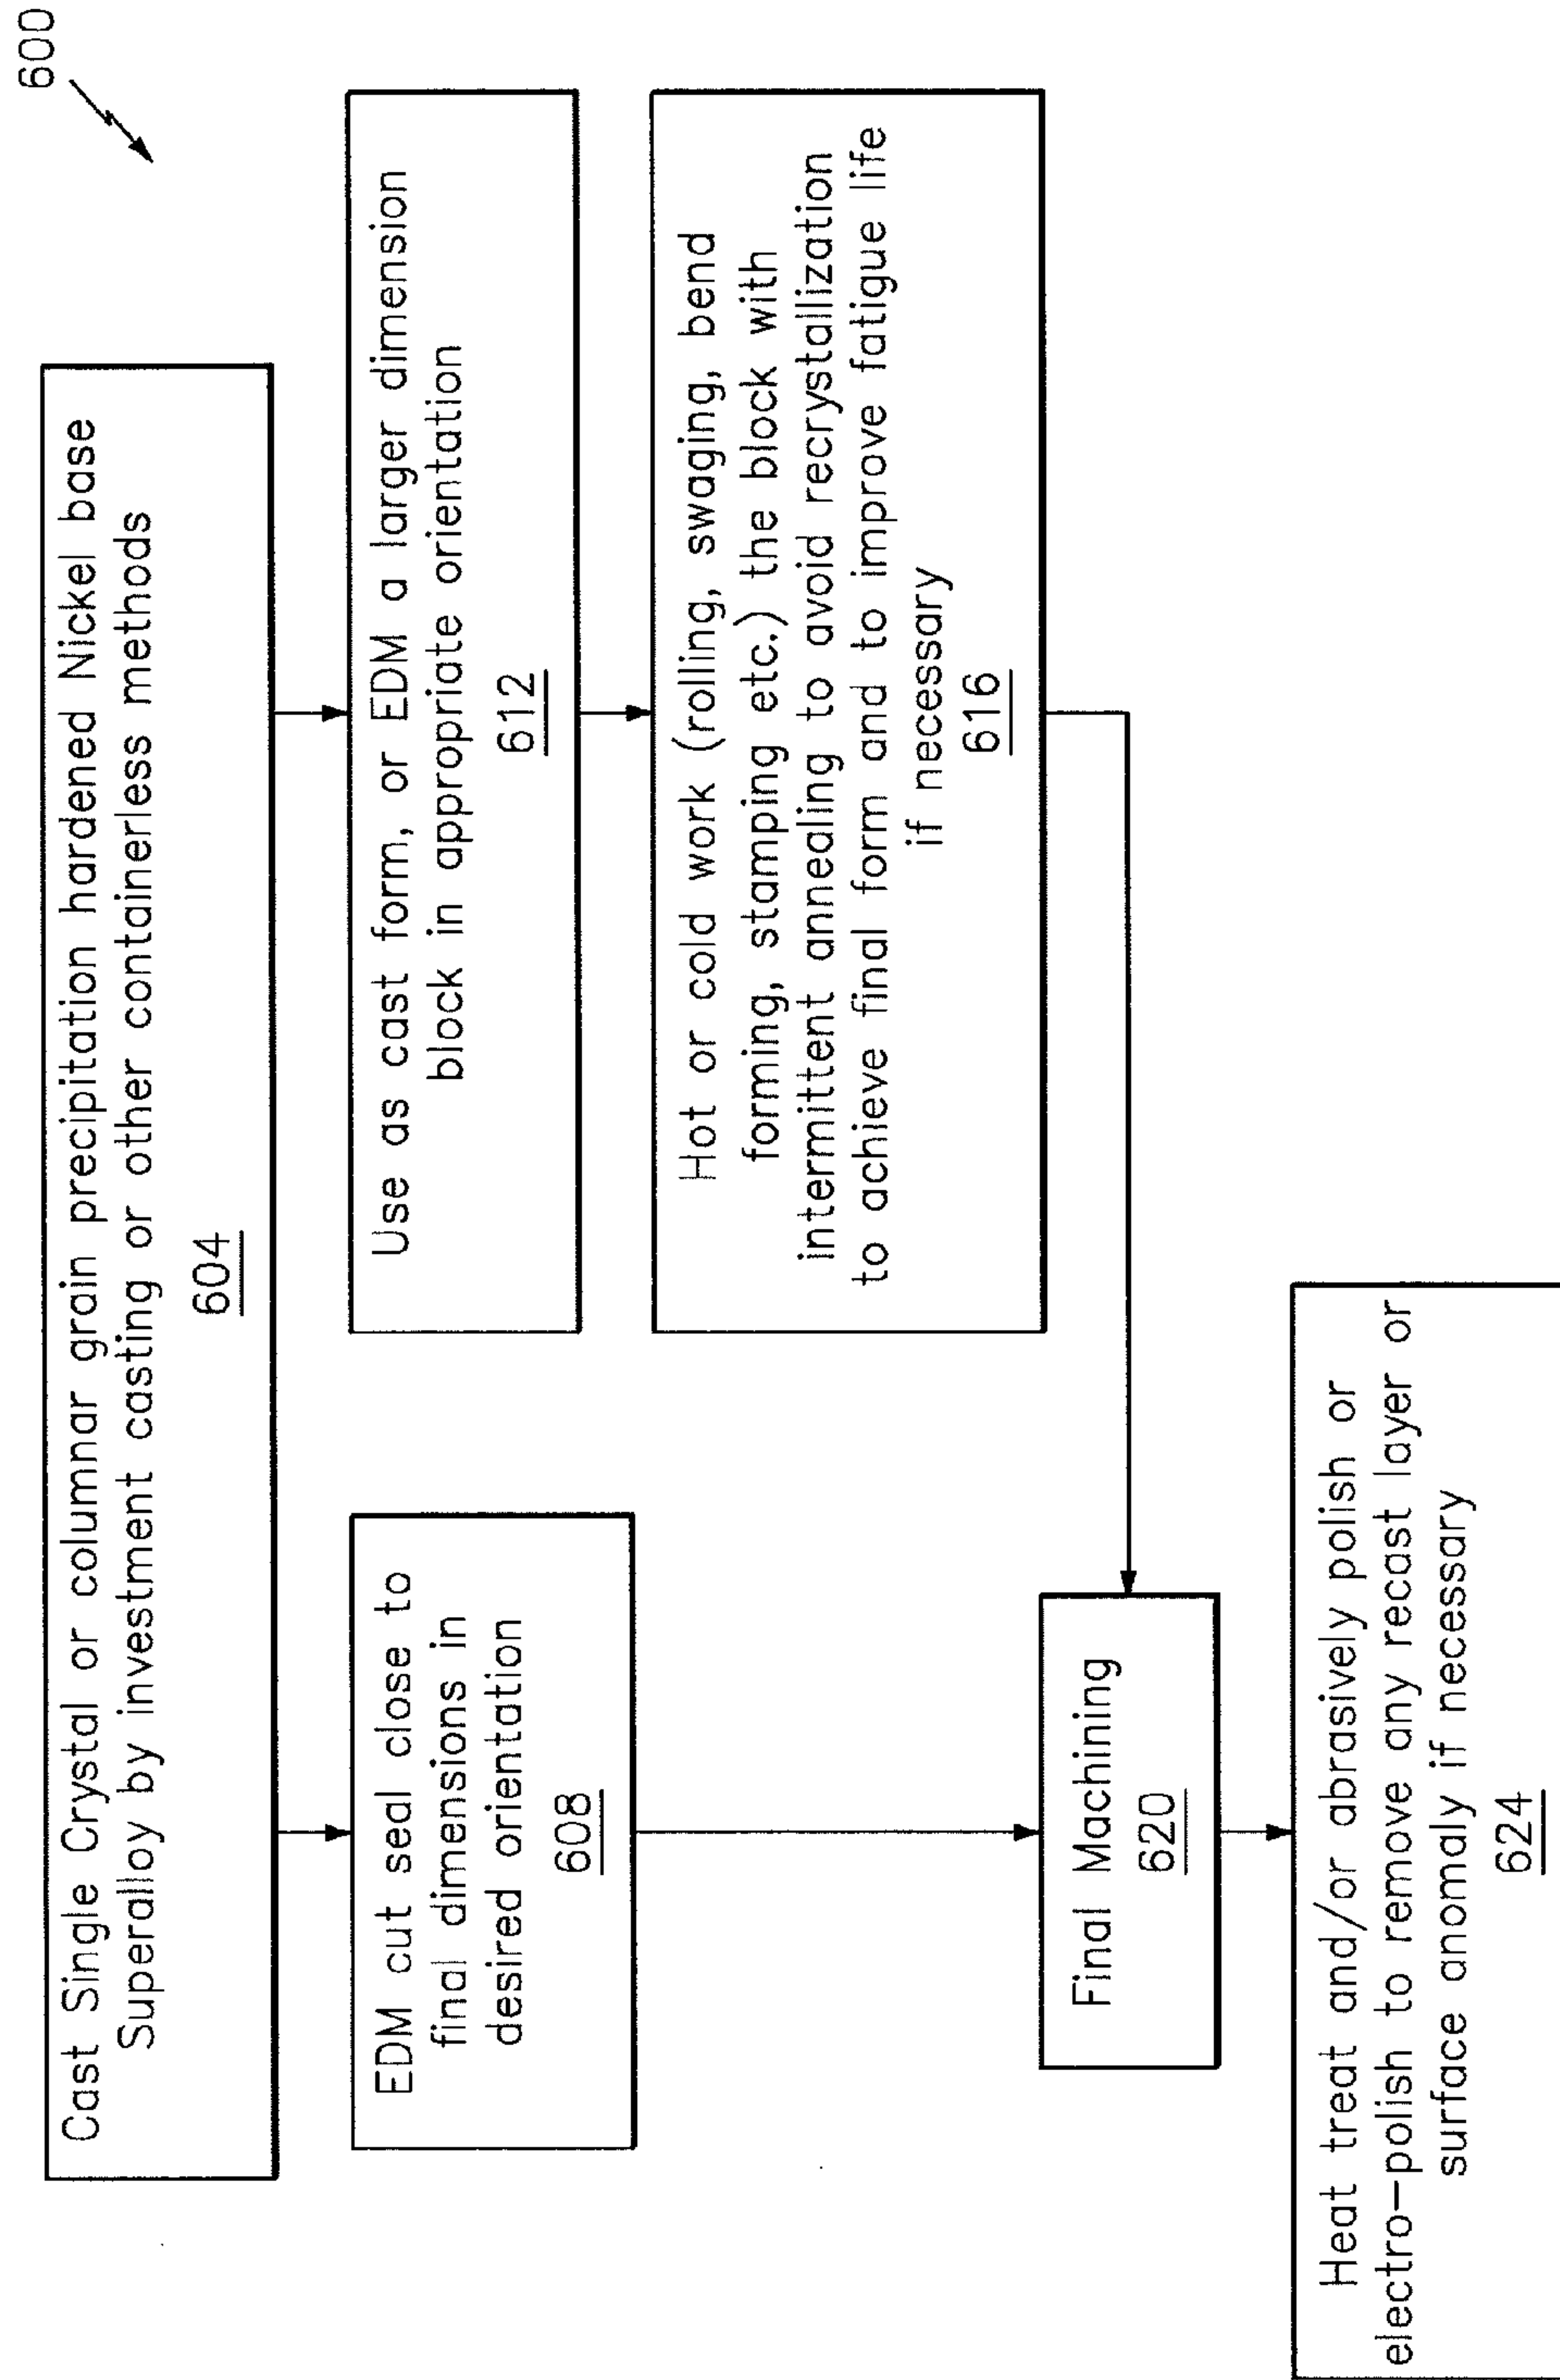 600
Cast Single Crystal or columnar grain precipitation hardened Nickel base
Superalloy by investment casting or other containerless methods
604
EDM cut seal close to
final dimensions in
desired orientation
608
Use as cast form, or EDM a larger dimension
block in appropriate orientation
612
Hot or cold work (rolling, swaging, bend
forming, stamping etc.) the block with
intermittent annealing to avoid recrystallization
to achieve final form and to improve fatigue life
if necessary
616
Final Machining
620
Heat treat and/or abrasively polish or
electro-polish to remove any recast layer or
surface anomaly if necessary
624